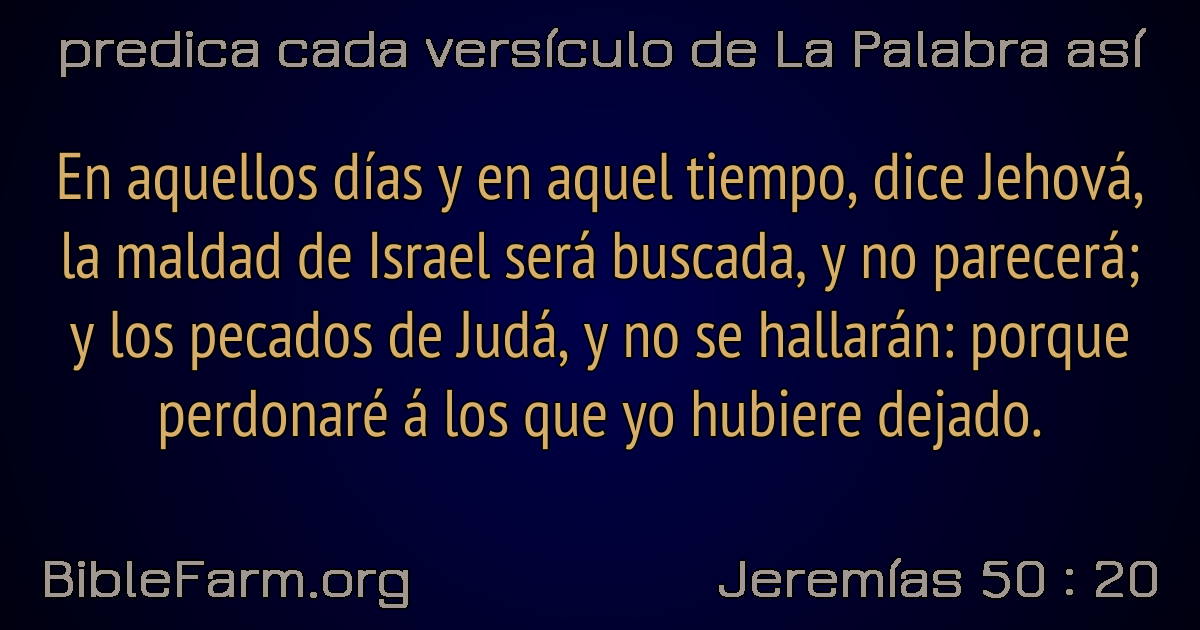 predica cada versículo de La Palabra así
En aquellos días y en aquel tiempo, dice Jehová,
la maldad de Israel será buscada, y no parecerá;
y los pecados de Judá, y no se hallarán: porque
perdonaré á los que yo hubiere dejado.
BibleFarm.org
Jeremías 50 : 20